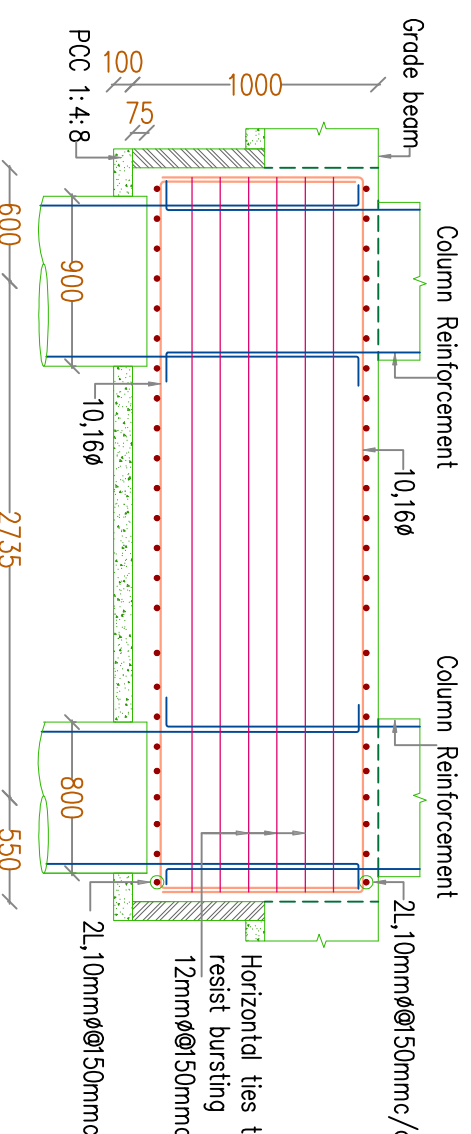 Grade beam
Column Reinforcement
Column Reinforcement
100
1000
75
PCC 1:4:8
10,16ø
10,16ø
900
800
600
2735
550
2L,10mmø@150mmc/
2L,10mmø@150mmc
Horizontal ties t
resist bursting
12mmø@150mmc